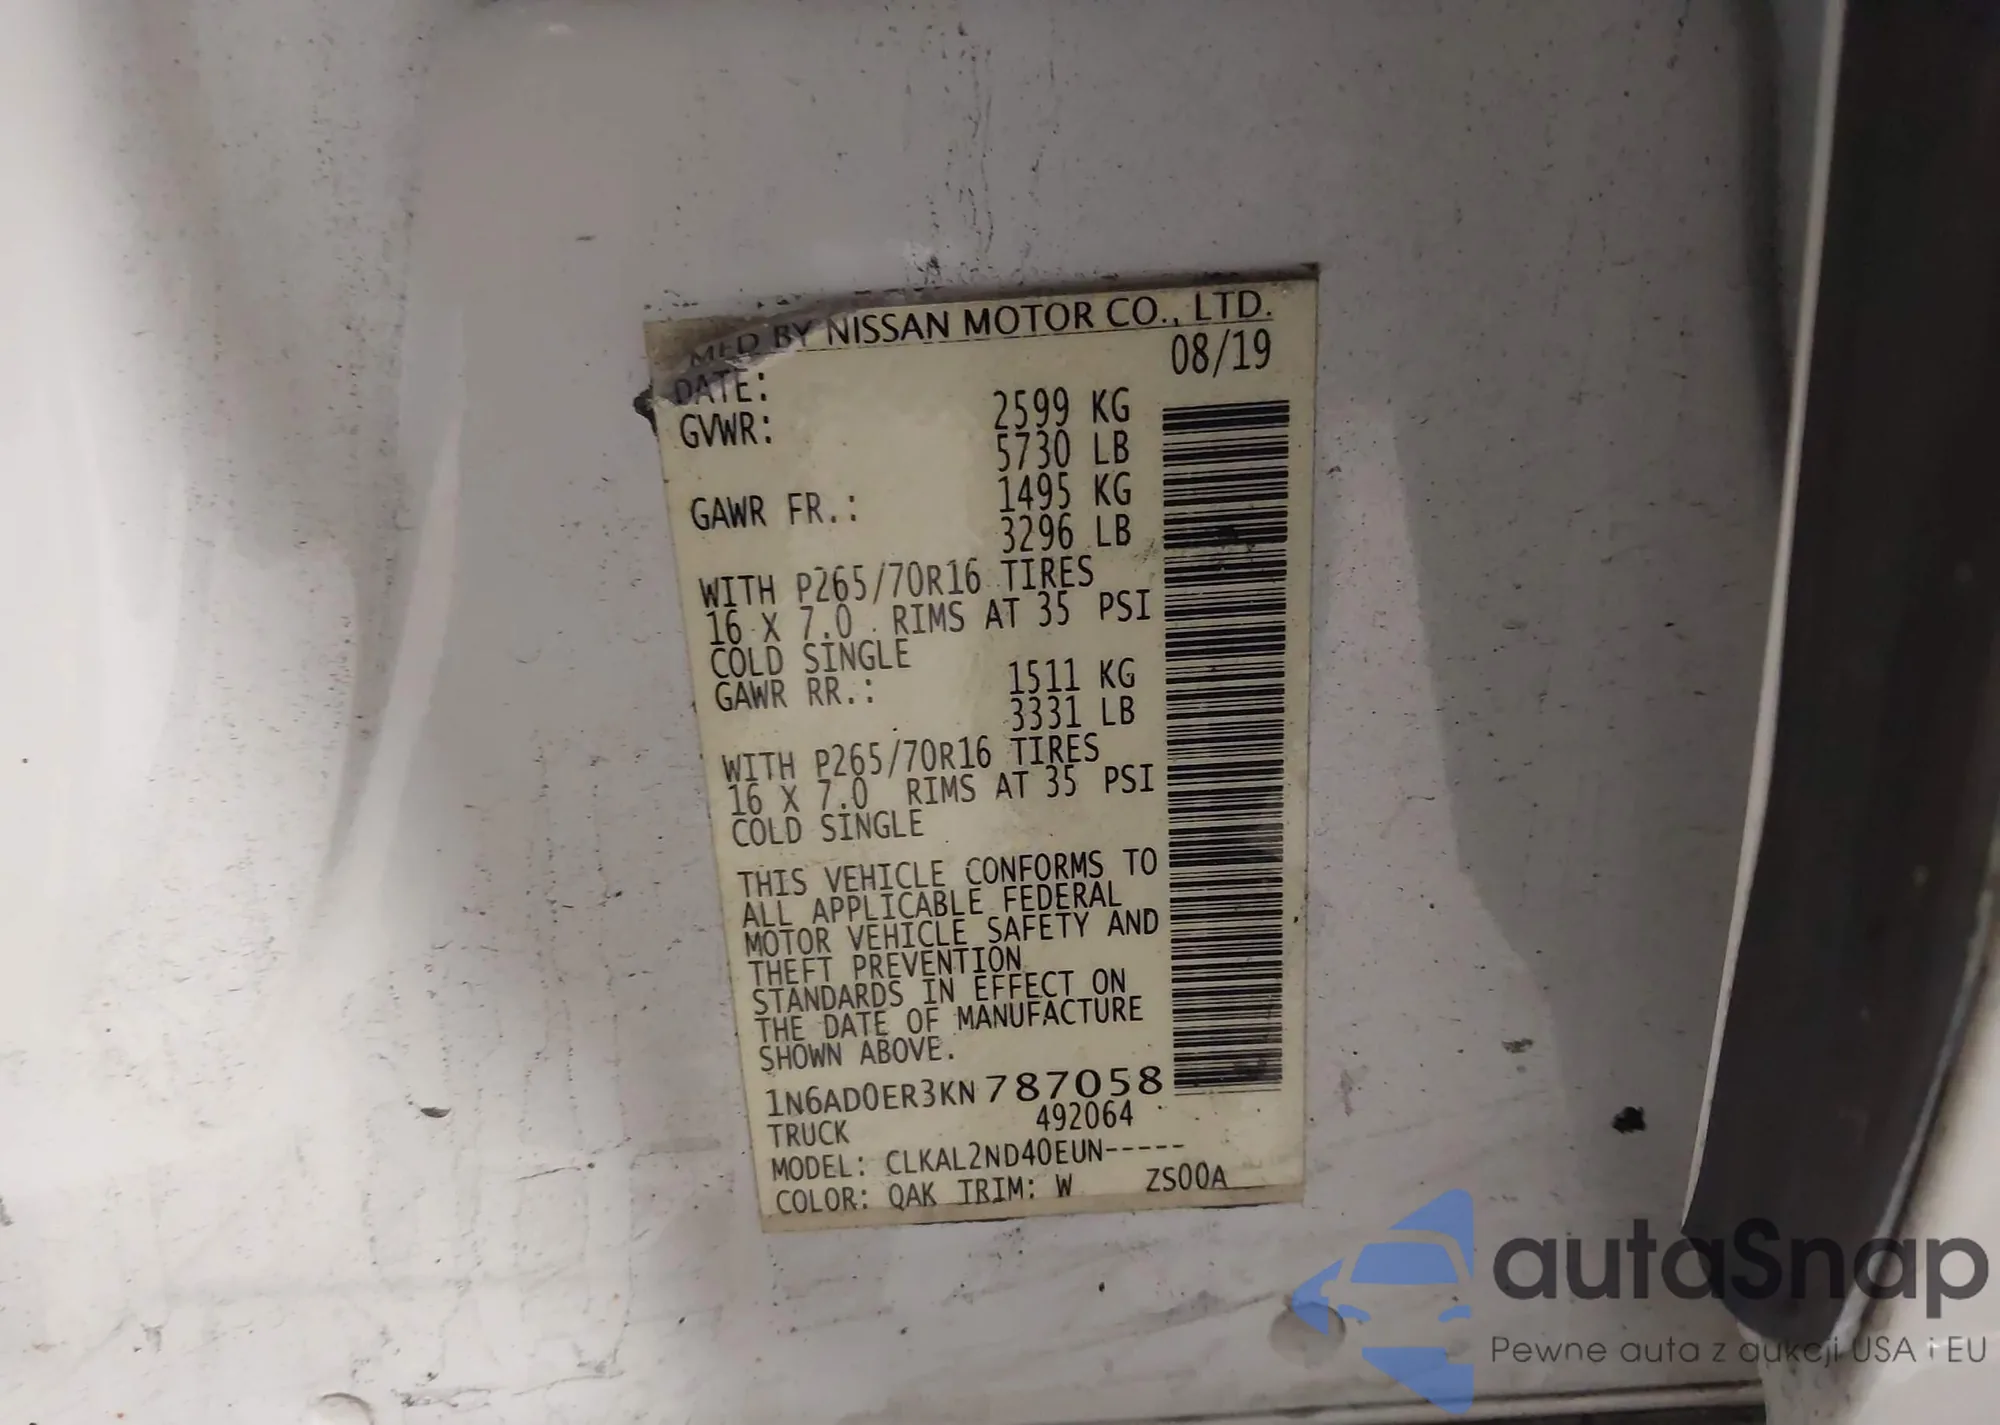 MFD BY NISSAN MOTOR CO., LTD.
DATE: 08/19
GVWR: 2599 KG
5730 LB
GAWR FR.: 1495 KG
3296 LB
WITH P265/70R16 TIRES
16 X 7.0 RIMS AT 35 PSI
COLD SINGLE
GAWR RR.: 1511 KG
3331 LB
WITH P265/70R16 TIRES
16 X 7.0 RIMS AT 35 PSI
COLD SINGLE
THIS VEHICLE CONFORMS TO
ALL APPLICABLE FEDERAL
MOTOR VEHICLE SAFETY AND
THEFT PREVENTION
STANDARDS IN EFFECT ON
THE DATE OF MANUFACTURE
SHOWN ABOVE.
1N6AD0ER3KN787058
TRUCK 492064
MODEL: CLKAL2ND40EUN-----
COLOR: QAK TRIM: W ZS00A
autaSnap
Pewne auta z aukcji USA i EU